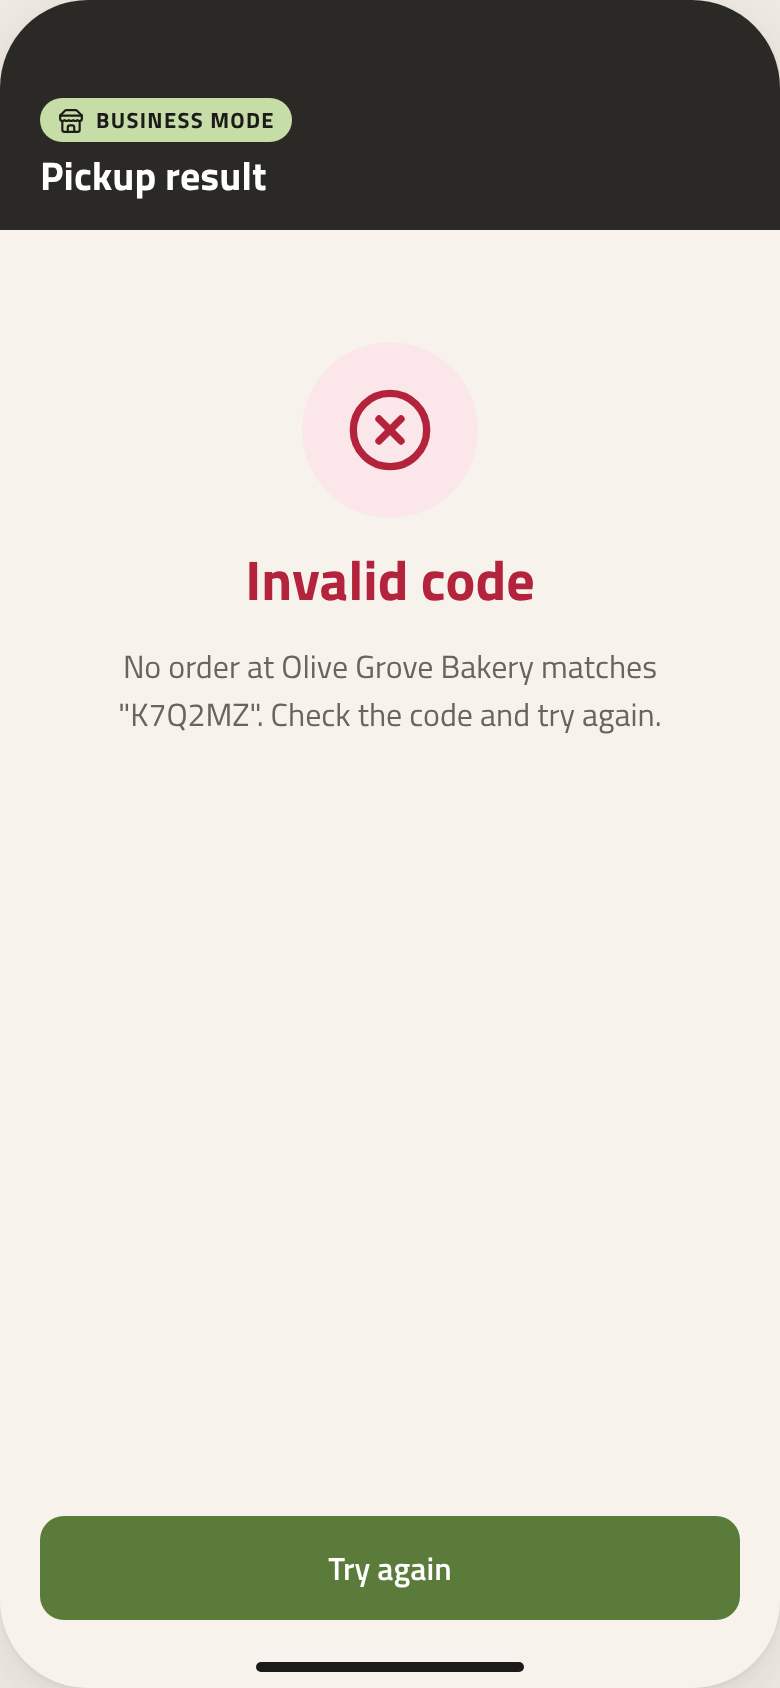 BUSINESS MODE
Pickup result
Invalid code
No order at Olive Grove Bakery matches
"K7Q2MZ". Check the code and try again.
Try again